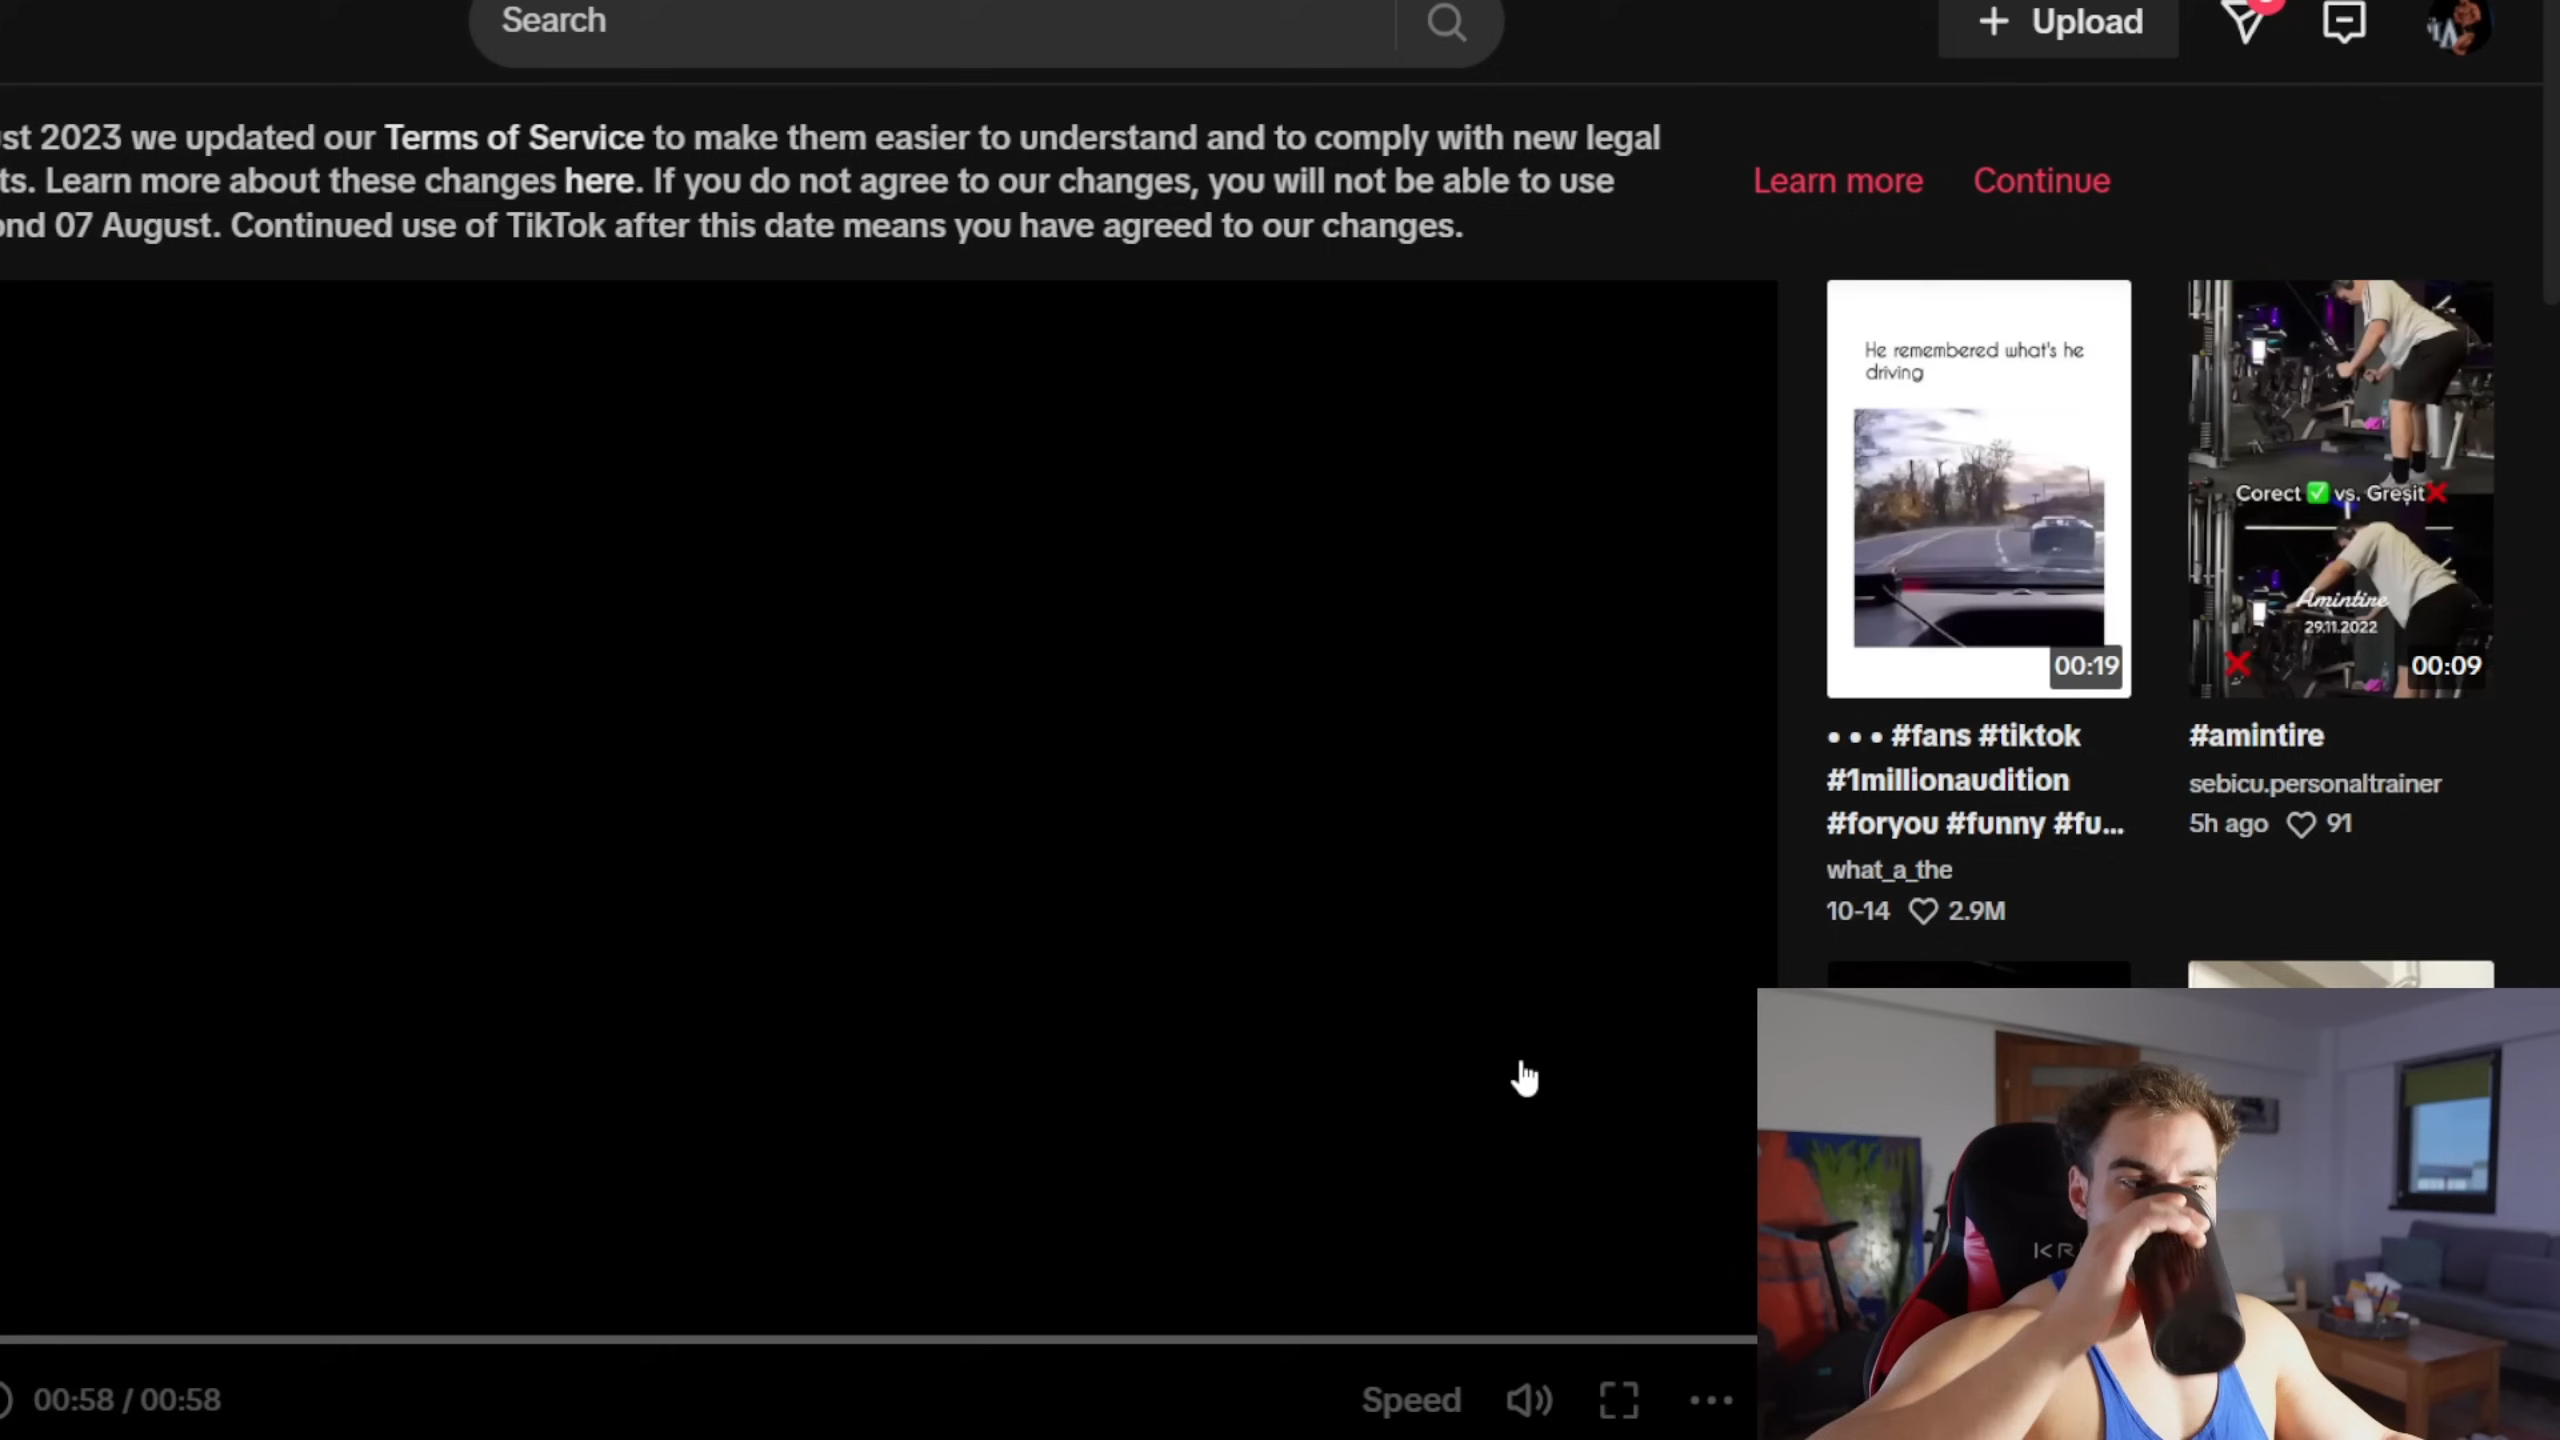 Search
Upload
st 2023 we updated our Terms of Service to make them easier to understand and to comply with new legal
ts. Learn more about these changes here. If you do not agree to our changes, you will not be able to use
ond 07 August. Continued use of TikTok after this date means you have agreed to our changes.
Learn more
Continue
He remembered what's he
driving
00:19
Corect ✅ vs. Greșit❌
Amintire
29.11.2022
00:09
• • • #fans #tiktok
#1millionaudition
#foryou #funny #fu...
what_a_the
10-14 2.9M
#amintire
sebicu.personaltrainer
5h ago 91
KR
00:58 / 00:58
Speed